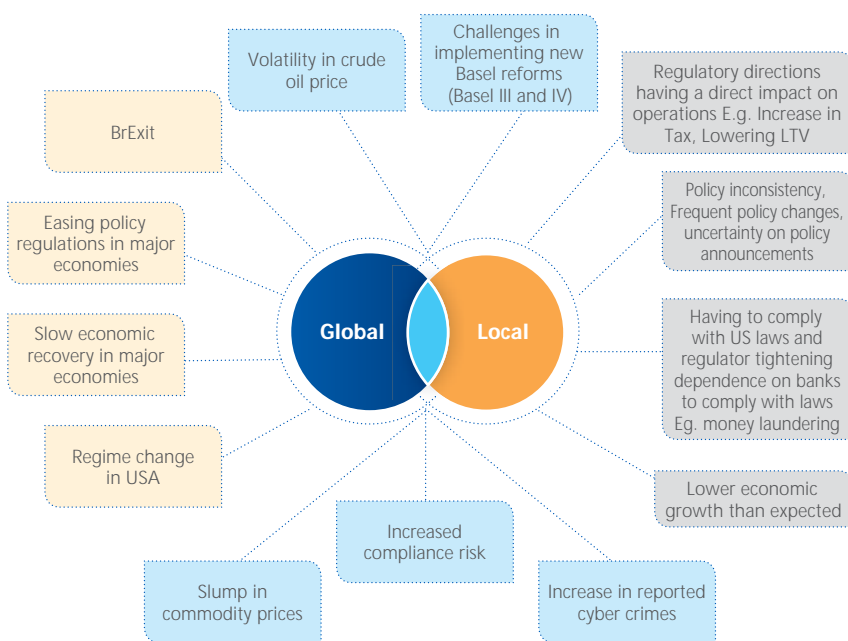 Volatility in crude
oil price
Challenges in
implementing new
Basel reforms
(Basel III and IV)
Regulatory directions
having a direct impact on
operations E.g. Increase in
Tax, Lowering LTV
BrExit
Policy inconsistency,
Frequent policy changes,
uncertainty on policy
announcements
Easing policy
regulations in major
economies
Global
Local
Slow economic
recovery in major
economies
Having to comply
with US laws and
regulator tightening
dependence on banks
to comply with laws
Eg. money laundering
Regime change
in USA
Lower economic
growth than expected
Increased
compliance risk
Slump in
commodity prices
Increase in reported
cyber crimes